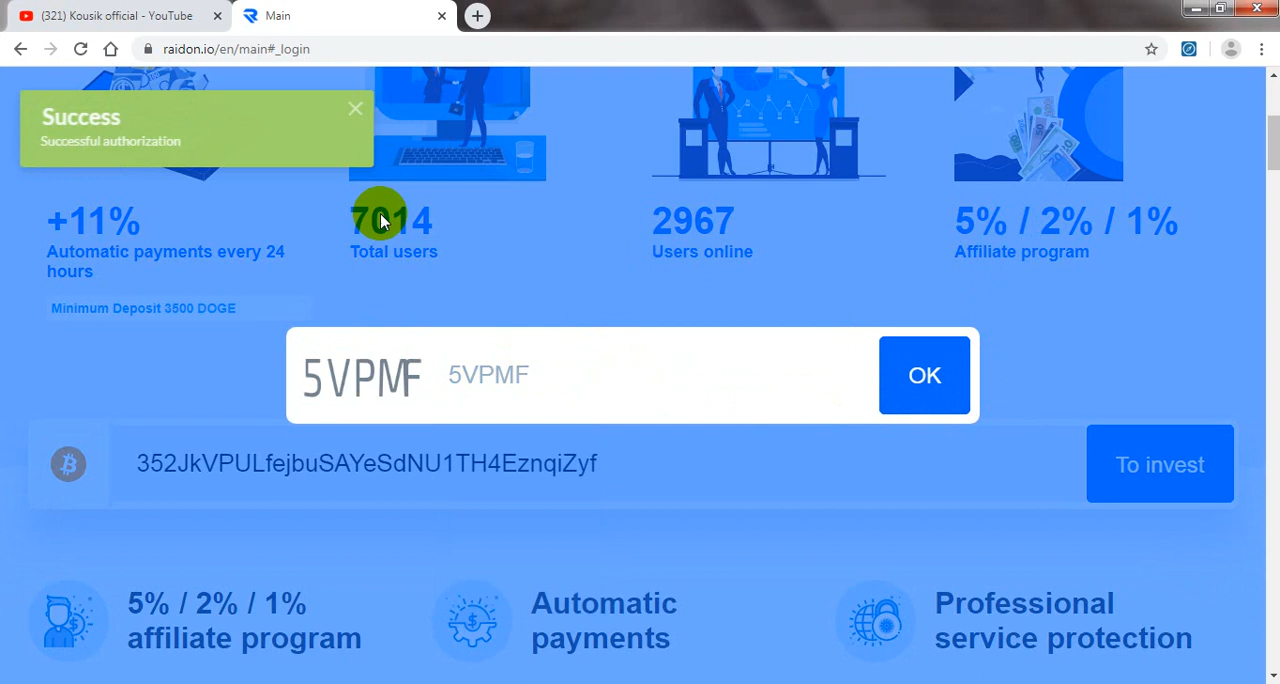 (321) Kousik official - YouTube
Main
raidon.io/en/main#_login
Success
Successful authorization
+11%
Automatic payments every 24
hours
Minimum Deposit 3500 DOGE
7014
Total users
2967
Users online
5% / 2% / 1%
Affiliate program
5VPMF
5VPMF
OK
352JkVPULfejbuSAYeSdNU1TH4EznqiZyf
To invest
5% / 2% / 1%
affiliate program
Automatic
payments
Professional
service protection